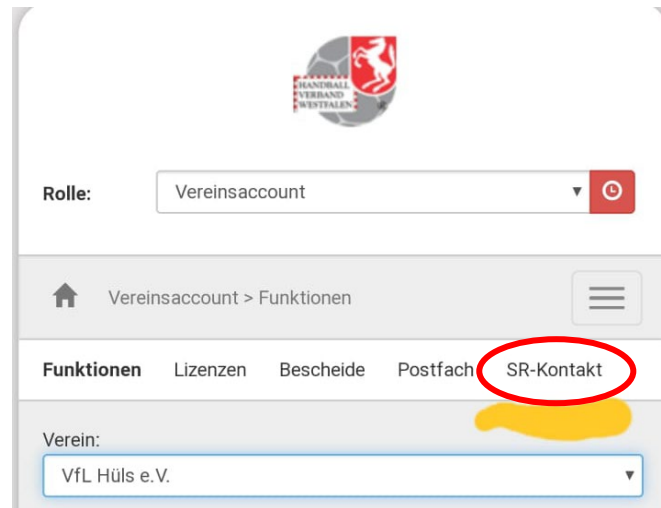 HANDBALL
VERBAND
WESTFALEN
Rolle: Vereinsaccount
Vereinsaccount > Funktionen
Funktionen Lizenzen Bescheide Postfach SR-Kontakt
Verein:
VfL Hüls e.V.